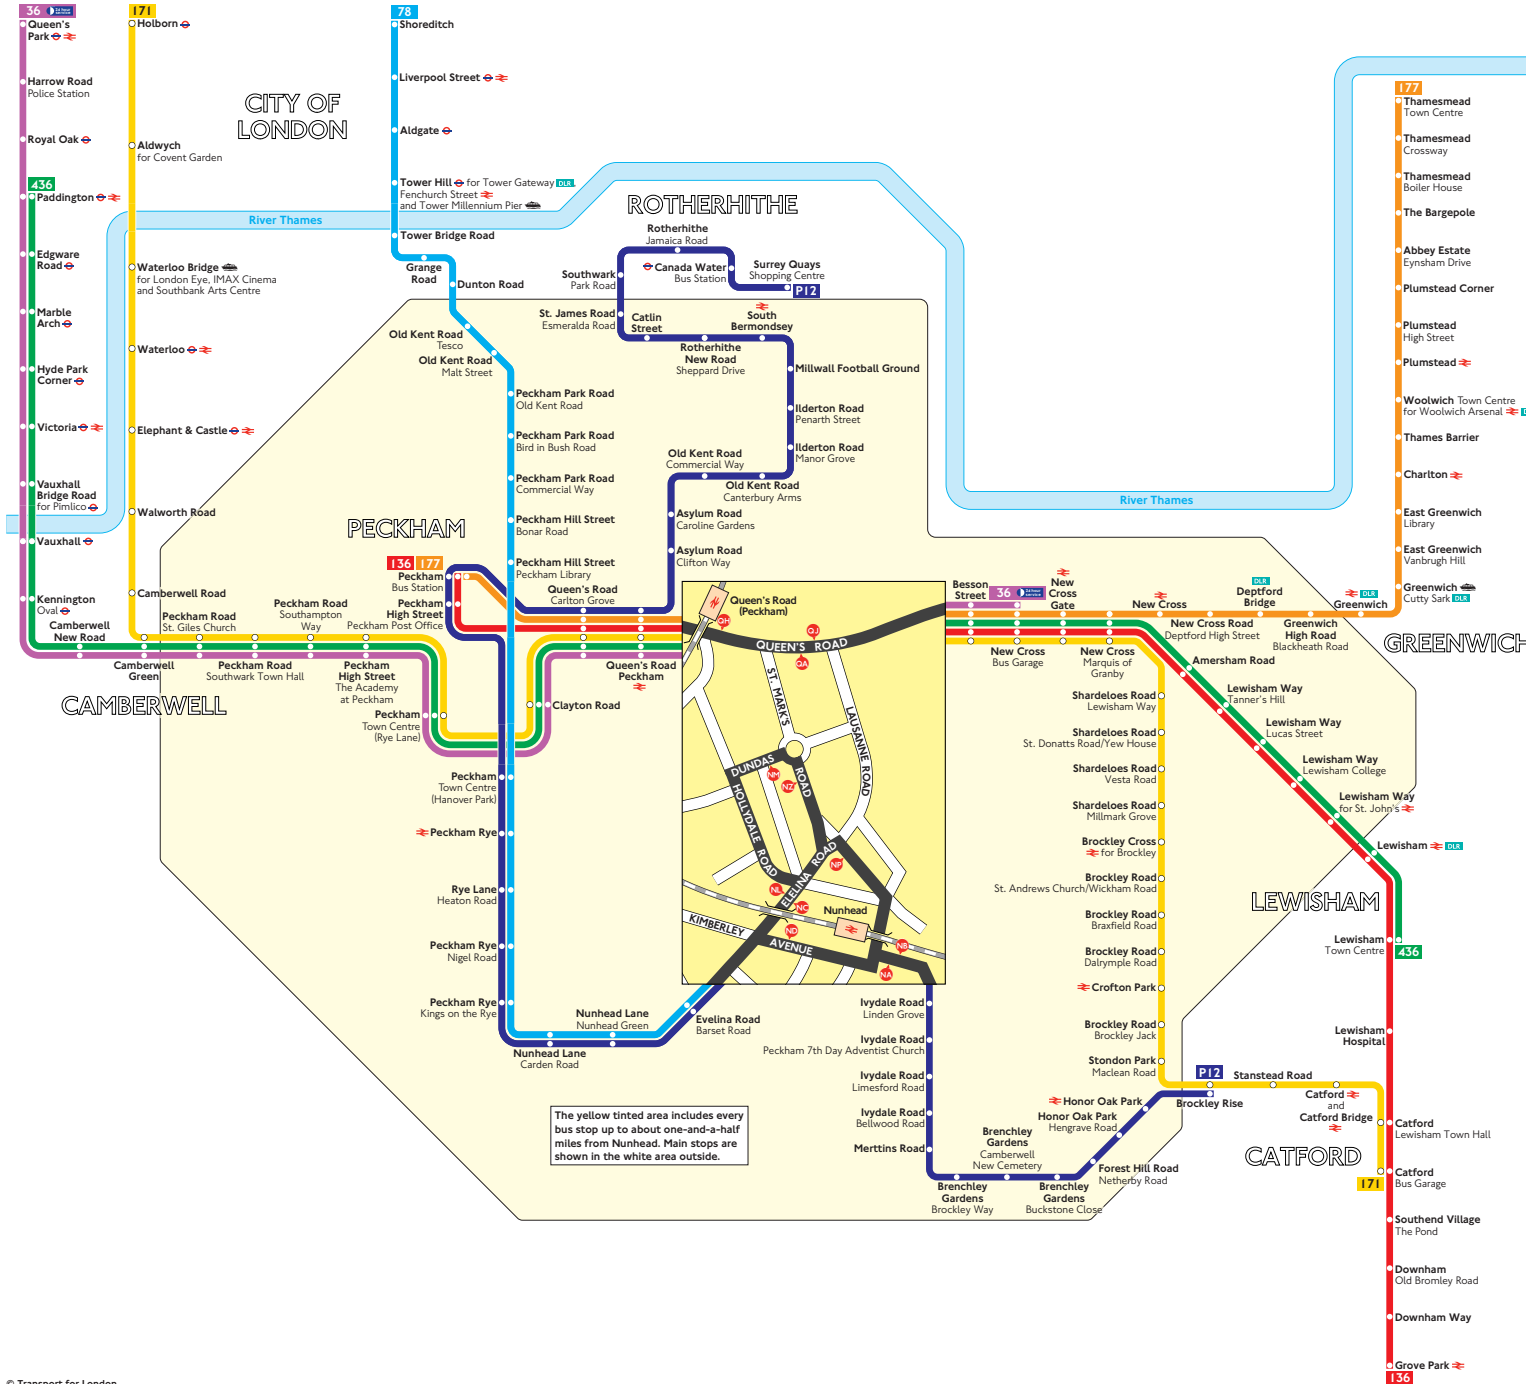 36
24 hour service
Queen's
Park
Harrow Road
Police Station
Royal Oak
436
Paddington
Edgware
Road
Marble
Arch
Hyde Park
Corner
Victoria
Vauxhall
Bridge Road
for Pimlico
Vauxhall
Kennington
Oval
Camberwell
New Road
171
Holborn
Aldwych
for Covent Garden
Waterloo Bridge
for London Eye, IMAX Cinema
and Southbank Arts Centre
Waterloo
Elephant & Castle
Walworth Road
Camberwell Road
CITY OF
LONDON
River Thames
78
Shoreditch
Liverpool Street
Aldgate
Tower Hill for Tower Gateway DLR
Fenchurch Street
and Tower Millennium Pier
Tower Bridge Road
Grange
Road
Dunton Road
Old Kent Road
Tesco
Old Kent Road
Malt Street
Peckham Park Road
Old Kent Road
Peckham Park Road
Bird in Bush Road
Peckham Park Road
Commercial Way
Peckham Hill Street
Bonar Road
Peckham Hill Street
Peckham Library
ROTHERHITHE
Rotherhithe
Jamaica Road
Southwark
Park Road
Canada Water
Bus Station
Surrey Quays
Shopping Centre
P12
St. James Road
Esmeralda Road
Catlin
Street
Rotherhithe
New Road
Sheppard Drive
South
Bermondsey
Millwall Football Ground
Ilderton Road
Penarth Street
Ilderton Road
Manor Grove
Old Kent Road
Commercial Way
Old Kent Road
Canterbury Arms
Asylum Road
Caroline Gardens
Asylum Road
Clifton Way
Queen's Road
Carlton Grove
PECKHAM
136
177
Peckham
Bus Station
Peckham
High Street
Peckham Post Office
CAMBERWELL
Camberwell
Green
Peckham Road
St. Giles Church
Peckham Road
Southwark Town Hall
Peckham Road
Southampton
Way
Peckham
High Street
The Academy
at Peckham
Peckham
Town Centre
(Rye Lane)
Clayton Road
Queen's Road
Peckham
Peckham
Town Centre
(Hanover Park)
Peckham Rye
Rye Lane
Heaton Road
Peckham Rye
Nigel Road
Peckham Rye
Kings on the Rye
Nunhead Lane
Carden Road
Nunhead Lane
Nunhead Green
Evelina Road
Barset Road
Queen's Road
(Peckham)
QH
QJ
QA
QUEEN'S ROAD
ST. MARK'S
ROAD
LAUSANNE ROAD
DUNDAS
NM
NZ
HOLLYDALE ROAD
NP
NL
EVELINA ROAD
NC
ND
Nunhead
KIMBERLEY
AVENUE
NB
NA
Ivydale Road
Linden Grove
Ivydale Road
Peckham 7th Day Adventist Church
Ivydale Road
Limesford Road
Ivydale Road
Bellwood Road
Merttins Road
Brenchley
Gardens
Brockley Way
Brenchley
Gardens
Camberwell
New Cemetery
Brenchley
Gardens
Buckstone Close
Forest Hill Road
Netherby Road
Honor Oak Park
Hengrave Road
Honor Oak Park
P12
Brockley Rise
Besson
Street
36
24 hour service
New
Cross
Gate
New Cross
Bus Garage
New Cross
Marquis of
Granby
New Cross
New Cross Road
Deptford High Street
DLR
Deptford
Bridge
Greenwich
High Road
Blackheath Road
DLR
Greenwich
GREENWICH
177
Thamesmead
Town Centre
Thamesmead
Crossway
Thamesmead
Boiler House
The Bargepole
Abbey Estate
Eynsham Drive
Plumstead Corner
Plumstead
High Street
Plumstead
Woolwich Town Centre
for Woolwich Arsenal
Thames Barrier
Charlton
East Greenwich
Library
East Greenwich
Vanbrugh Hill
Greenwich
Cutty Sark DLR
River Thames
Amersham Road
Lewisham Way
Tanner's Hill
Lewisham Way
Lucas Street
Lewisham Way
Lewisham College
Lewisham Way
for St. John's
Lewisham DLR
LEWISHAM
Lewisham
Town Centre
436
Lewisham
Hospital
Shardeloes Road
Lewisham Way
Shardeloes Road
St. Donatts Road/Yew House
Shardeloes Road
Vesta Road
Shardeloes Road
Millmark Grove
Brockley Cross
for Brockley
Brockley Road
St. Andrews Church/Wickham Road
Brockley Road
Braxfield Road
Brockley Road
Dalrymple Road
Crofton Park
Brockley Road
Brockley Jack
Stondon Park
Maclean Road
Stanstead Road
Catford
and
Catford Bridge
CATFORD
171
Catford
Lewisham Town Hall
Catford
Bus Garage
Southend Village
The Pond
Downham
Old Bromley Road
Downham Way
Grove Park
136
The yellow tinted area includes every
bus stop up to about one-and-a-half
miles from Nunhead. Main stops are
shown in the white area outside.
© Transport for London